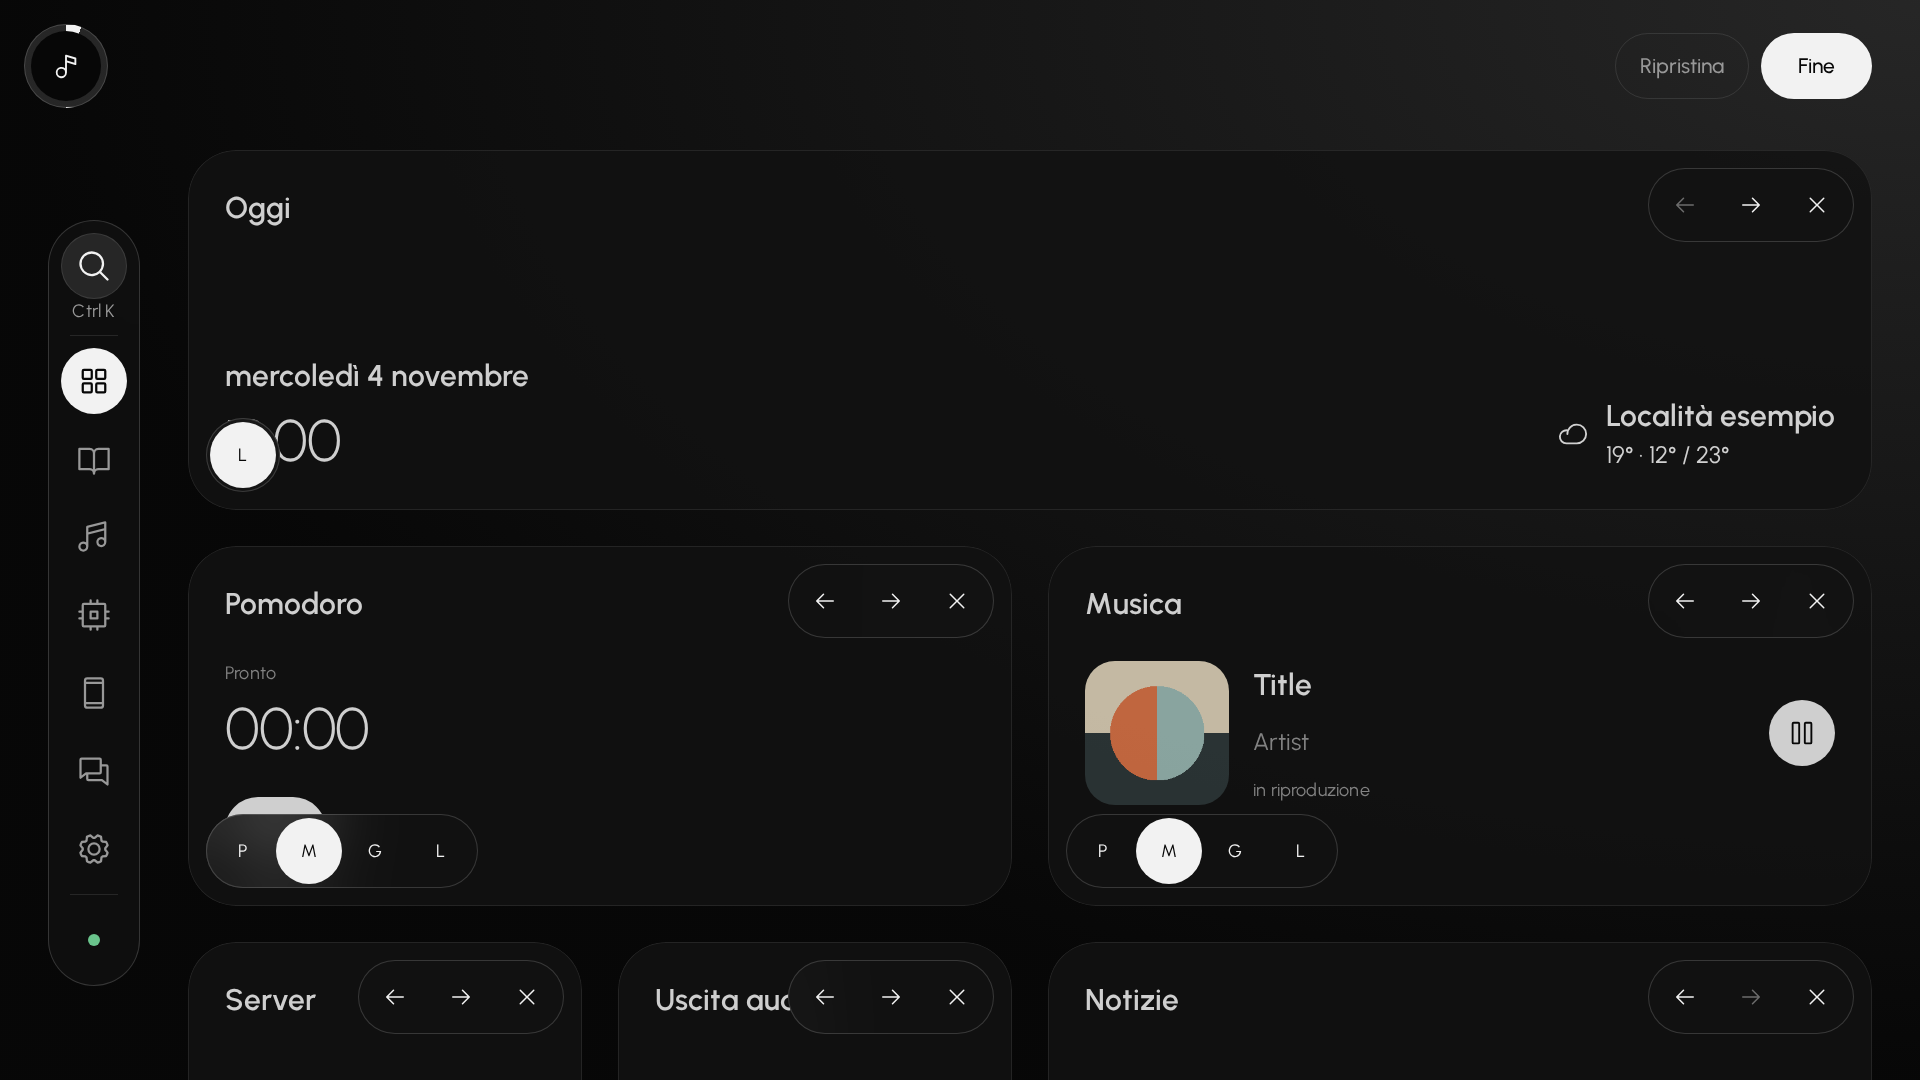 Ripristina
Fine
Oggi
Ctrl K
mercoledì 4 novembre
L
00
Località esempio
19° · 12° / 23°
Pomodoro
Pronto
00:00
P M G L
Musica
Title
Artist
in riproduzione
P M G L
Server
Uscita
Notizie